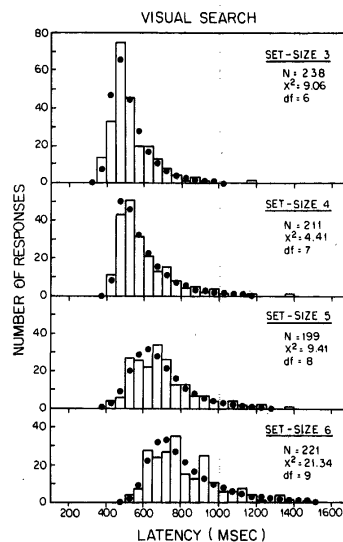 VISUAL SEARCH
80
60
40
20
0
SET-SIZE 3
N = 238
X² = 9.06
df = 6
40
20
0
SET-SIZE 4
N = 211
X² = 4.41
df = 7
40
20
0
SET-SIZE 5
N = 199
X² = 9.41
df = 8
40
20
0
SET-SIZE 6
N = 221
X² = 21.34
df = 9
200 400 600 800 1000 1200 1400 1600
NUMBER OF RESPONSES
LATENCY (MSEC)